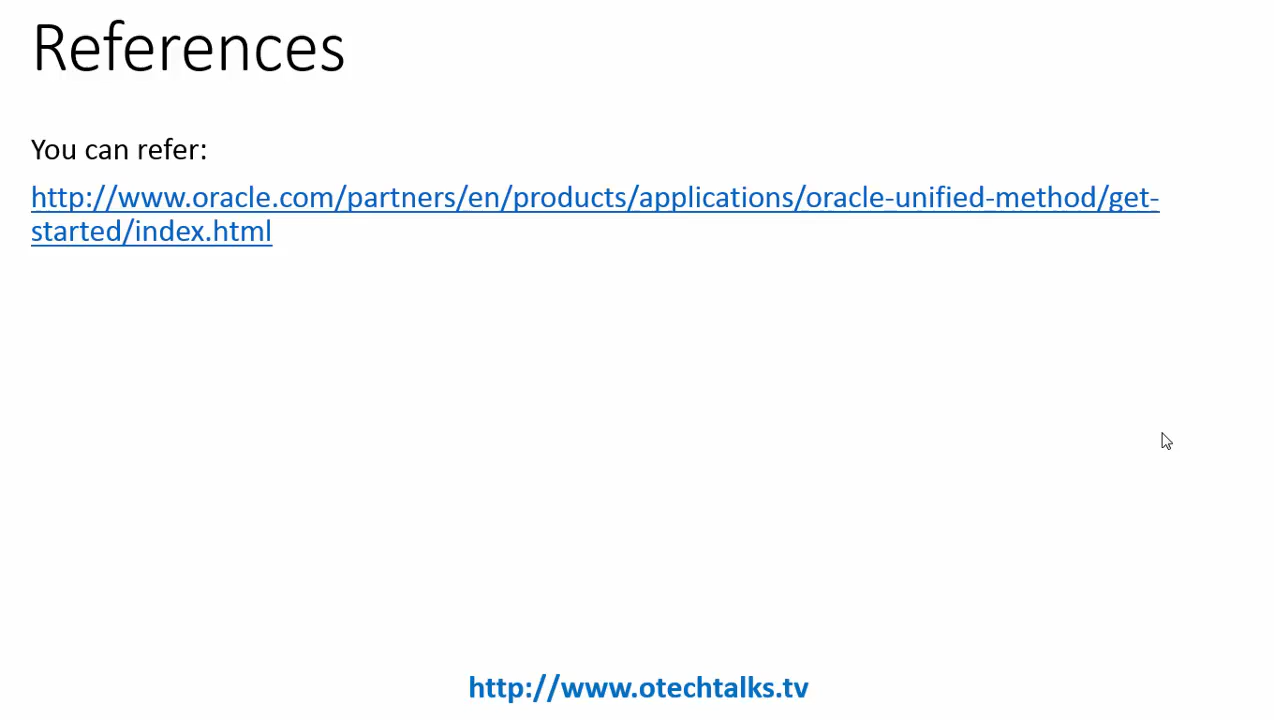 References
You can refer:
http://www.oracle.com/partners/en/products/applications/oracle-unified-method/get-
started/index.html
http://www.otechtalks.tv